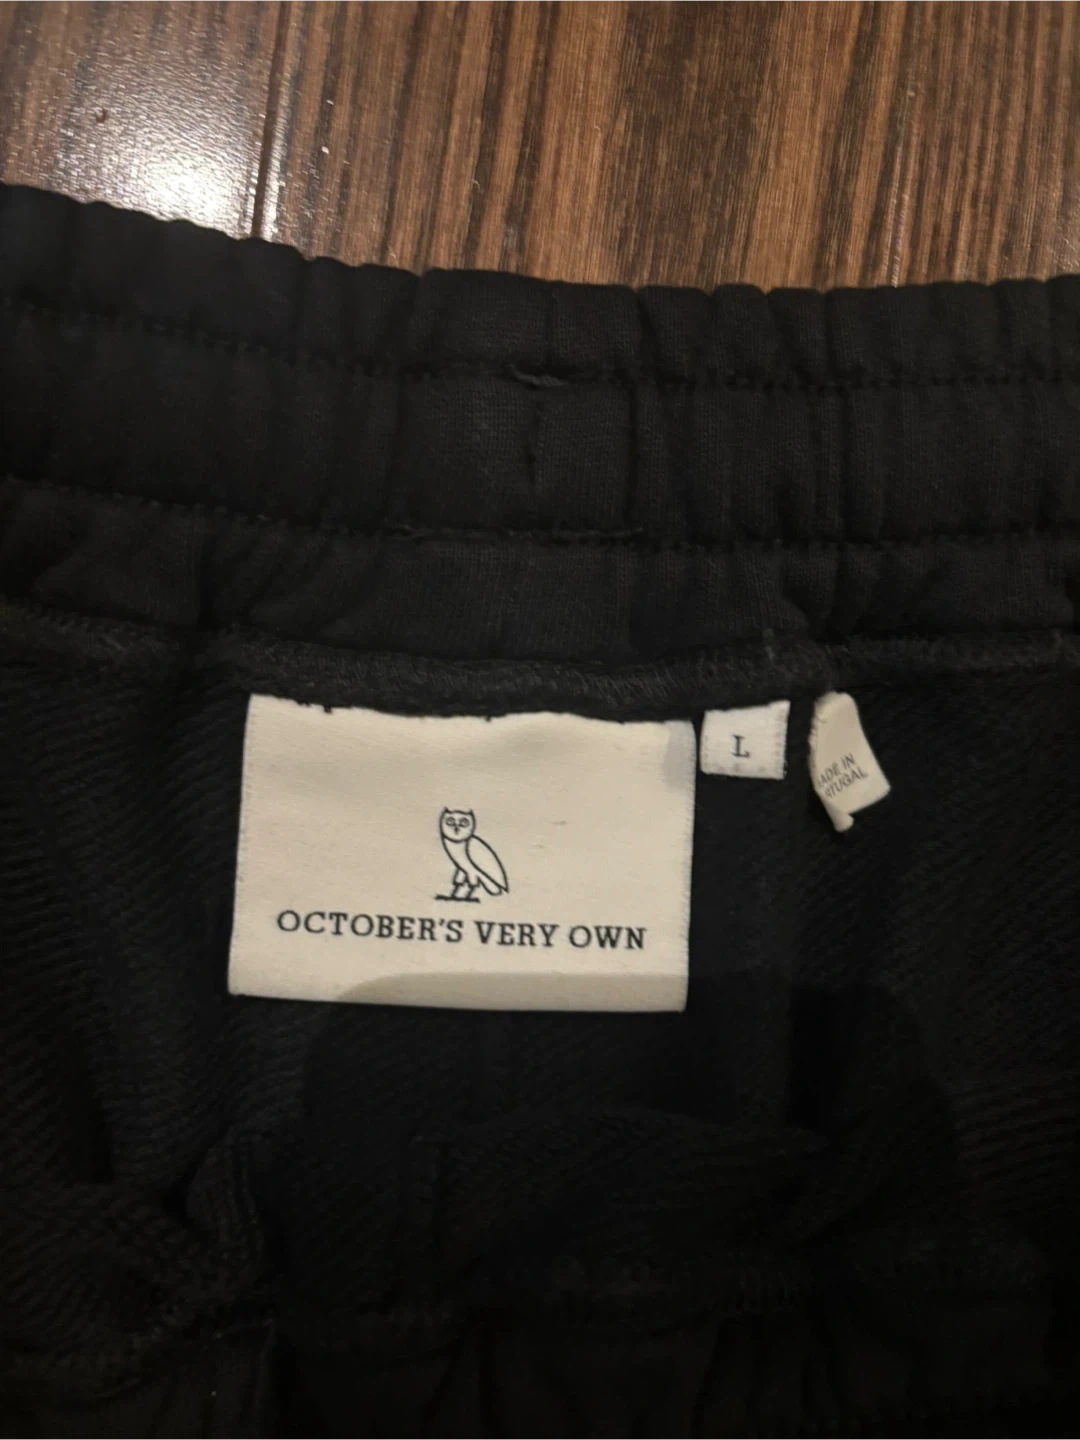 L
ADE IN
RTUGAL
OCTOBER'S VERY OWN